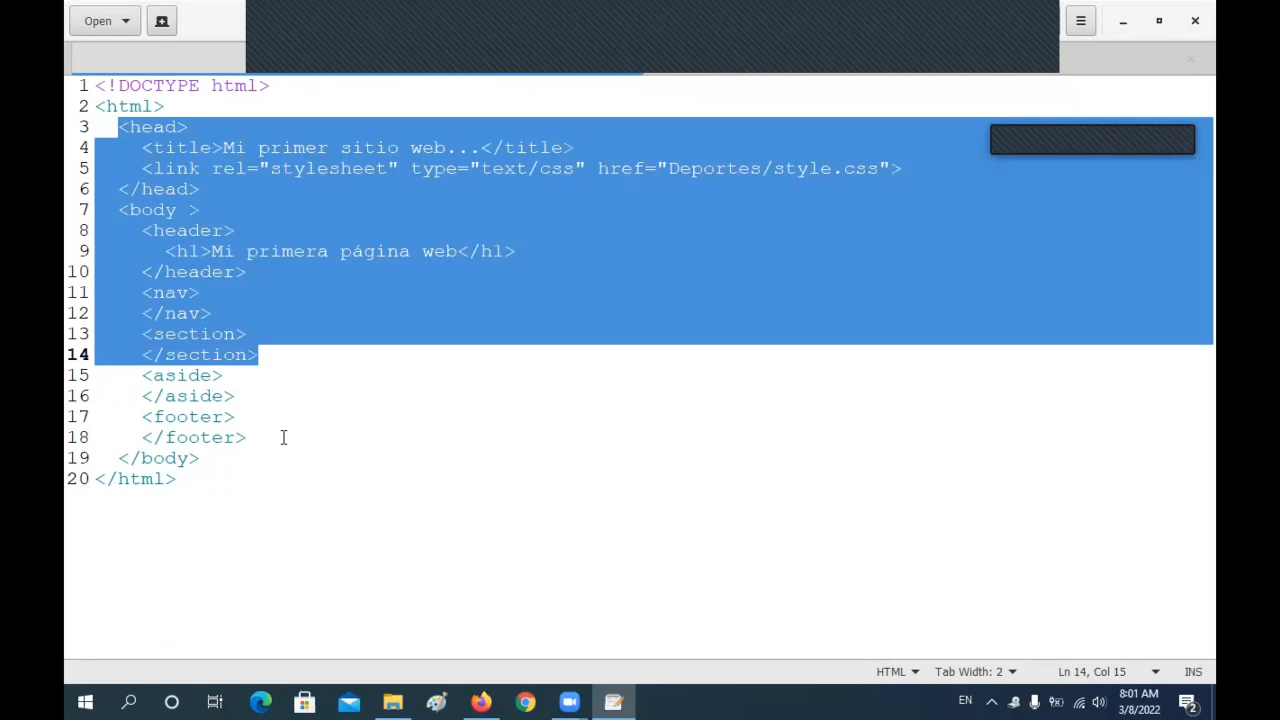 Open
1 <!DOCTYPE html>
2 <html>
3 <head>
4 <title>Mi primer sitio web...</title>
5 <link rel="stylesheet" type="text/css" href="Deportes/style.css">
6 </head>
7 <body >
8 <header>
9 <h1>Mi primera página web</h1>
10 </header>
11 <nav>
12 </nav>
13 <section>
14 </section>
15 <aside>
16 </aside>
17 <footer>
18 </footer>
19 </body>
20 </html>
HTML Tab Width: 2 Ln 14, Col 15 INS
EN 8:01 AM
3/8/2022 2